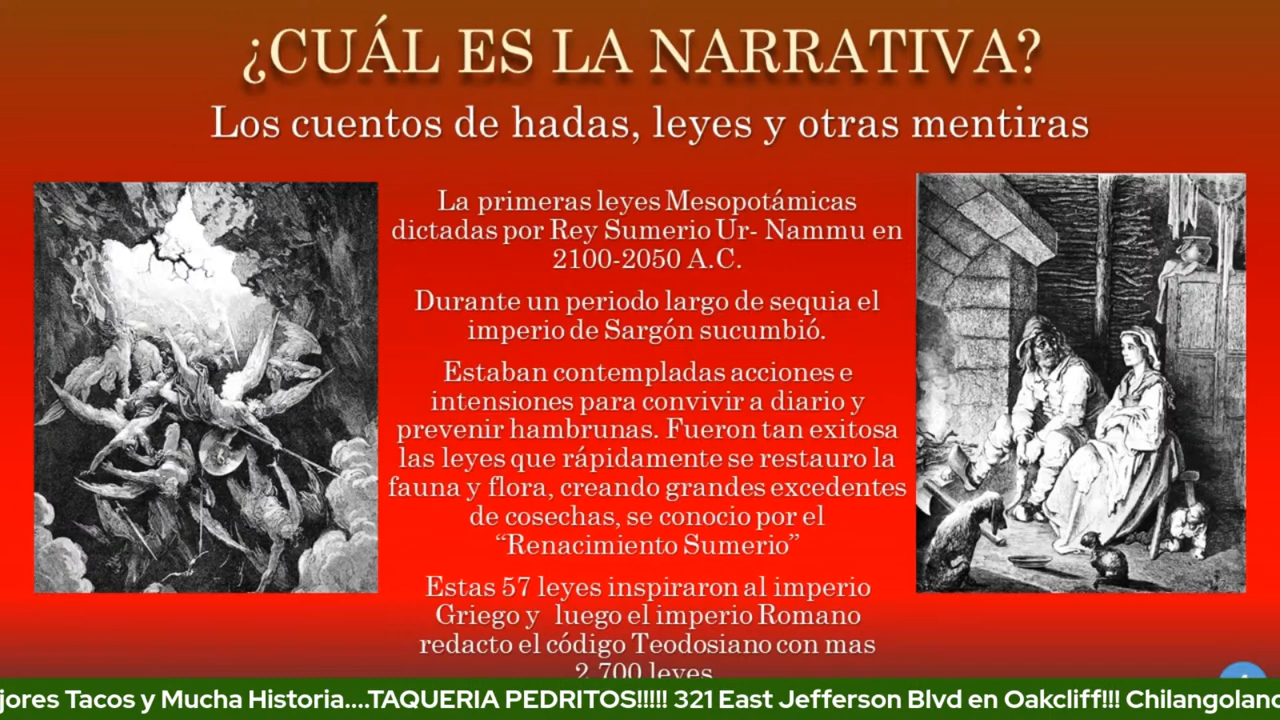 ¿CUÁL ES LA NARRATIVA?
Los cuentos de hadas, leyes y otras mentiras
La primeras leyes Mesopotámicas
dictadas por Rey Sumerio Ur- Nammu en
2100-2050 A.C.
Durante un periodo largo de sequia el
imperio de Sargón sucumbió.
Estaban contempladas acciones e
intensiones para convivir a diario y
prevenir hambrunas. Fueron tan exitosa
las leyes que rápidamente se restauro la
fauna y flora, creando grandes excedentes
de cosechas, se conocio por el
“Renacimiento Sumerio”
Estas 57 leyes inspiraron al imperio
Griego y luego el imperio Romano
redacto el código Teodosiano con mas
2,700 leyes
jores Tacos y Mucha Historia....TAQUERIA PEDRITOS!!!!! 321 East Jefferson Blvd en Oakcliff!!! Chilangoland